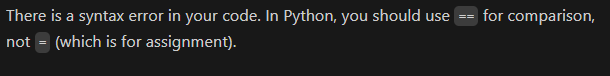 There is a syntax error in your code. In Python, you should use == for comparison,
not = (which is for assignment).